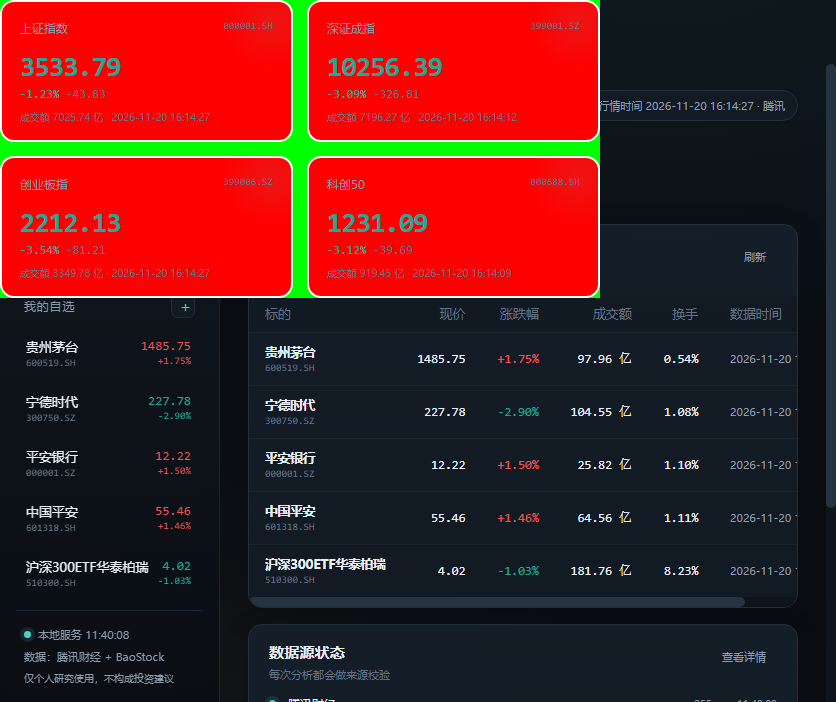 上证指数 000001.SH
3533.79
-1.23% -43.83
成交额 7025.74 亿 · 2026-11-20 16:14:27
深证成指 399001.SZ
10256.39
-3.09% -326.81
成交额 7196.27 亿 · 2026-11-20 16:14:12
行情时间 2026-11-20 16:14:27 · 腾讯
创业板指 399006.SZ
2212.13
-3.54% -81.21
成交额 3349.78 亿 · 2026-11-20 16:14:27
科创50 000688.SH
1231.09
-3.12% -39.69
成交额 919.45 亿 · 2026-11-20 16:14:09
我的自选 +
贵州茅台 1485.75
600519.SH +1.75%
宁德时代 227.78
300750.SZ -2.90%
平安银行 12.22
000001.SZ +1.50%
中国平安 55.46
601318.SH +1.46%
沪深300ETF华泰柏瑞 4.02
510300.SH -1.03%
本地服务 11:40:08
数据：腾讯财经 + BaoStock
仅个人研究使用，不构成投资建议
刷新
标的 现价 涨跌幅 成交额 换手 数据时间
贵州茅台 1485.75 +1.75% 97.96 亿 0.54% 2026-11-20
600519.SH
宁德时代 227.78 -2.90% 104.55 亿 1.08% 2026-11-20
300750.SZ
平安银行 12.22 +1.50% 25.82 亿 1.10% 2026-11-20
000001.SZ
中国平安 55.46 +1.46% 64.56 亿 1.11% 2026-11-20
601318.SH
沪深300ETF华泰柏瑞 4.02 -1.03% 181.76 亿 8.23% 2026-11-20
510300.SH
数据源状态 查看详情
每次分析都会做来源校验
腾讯财经